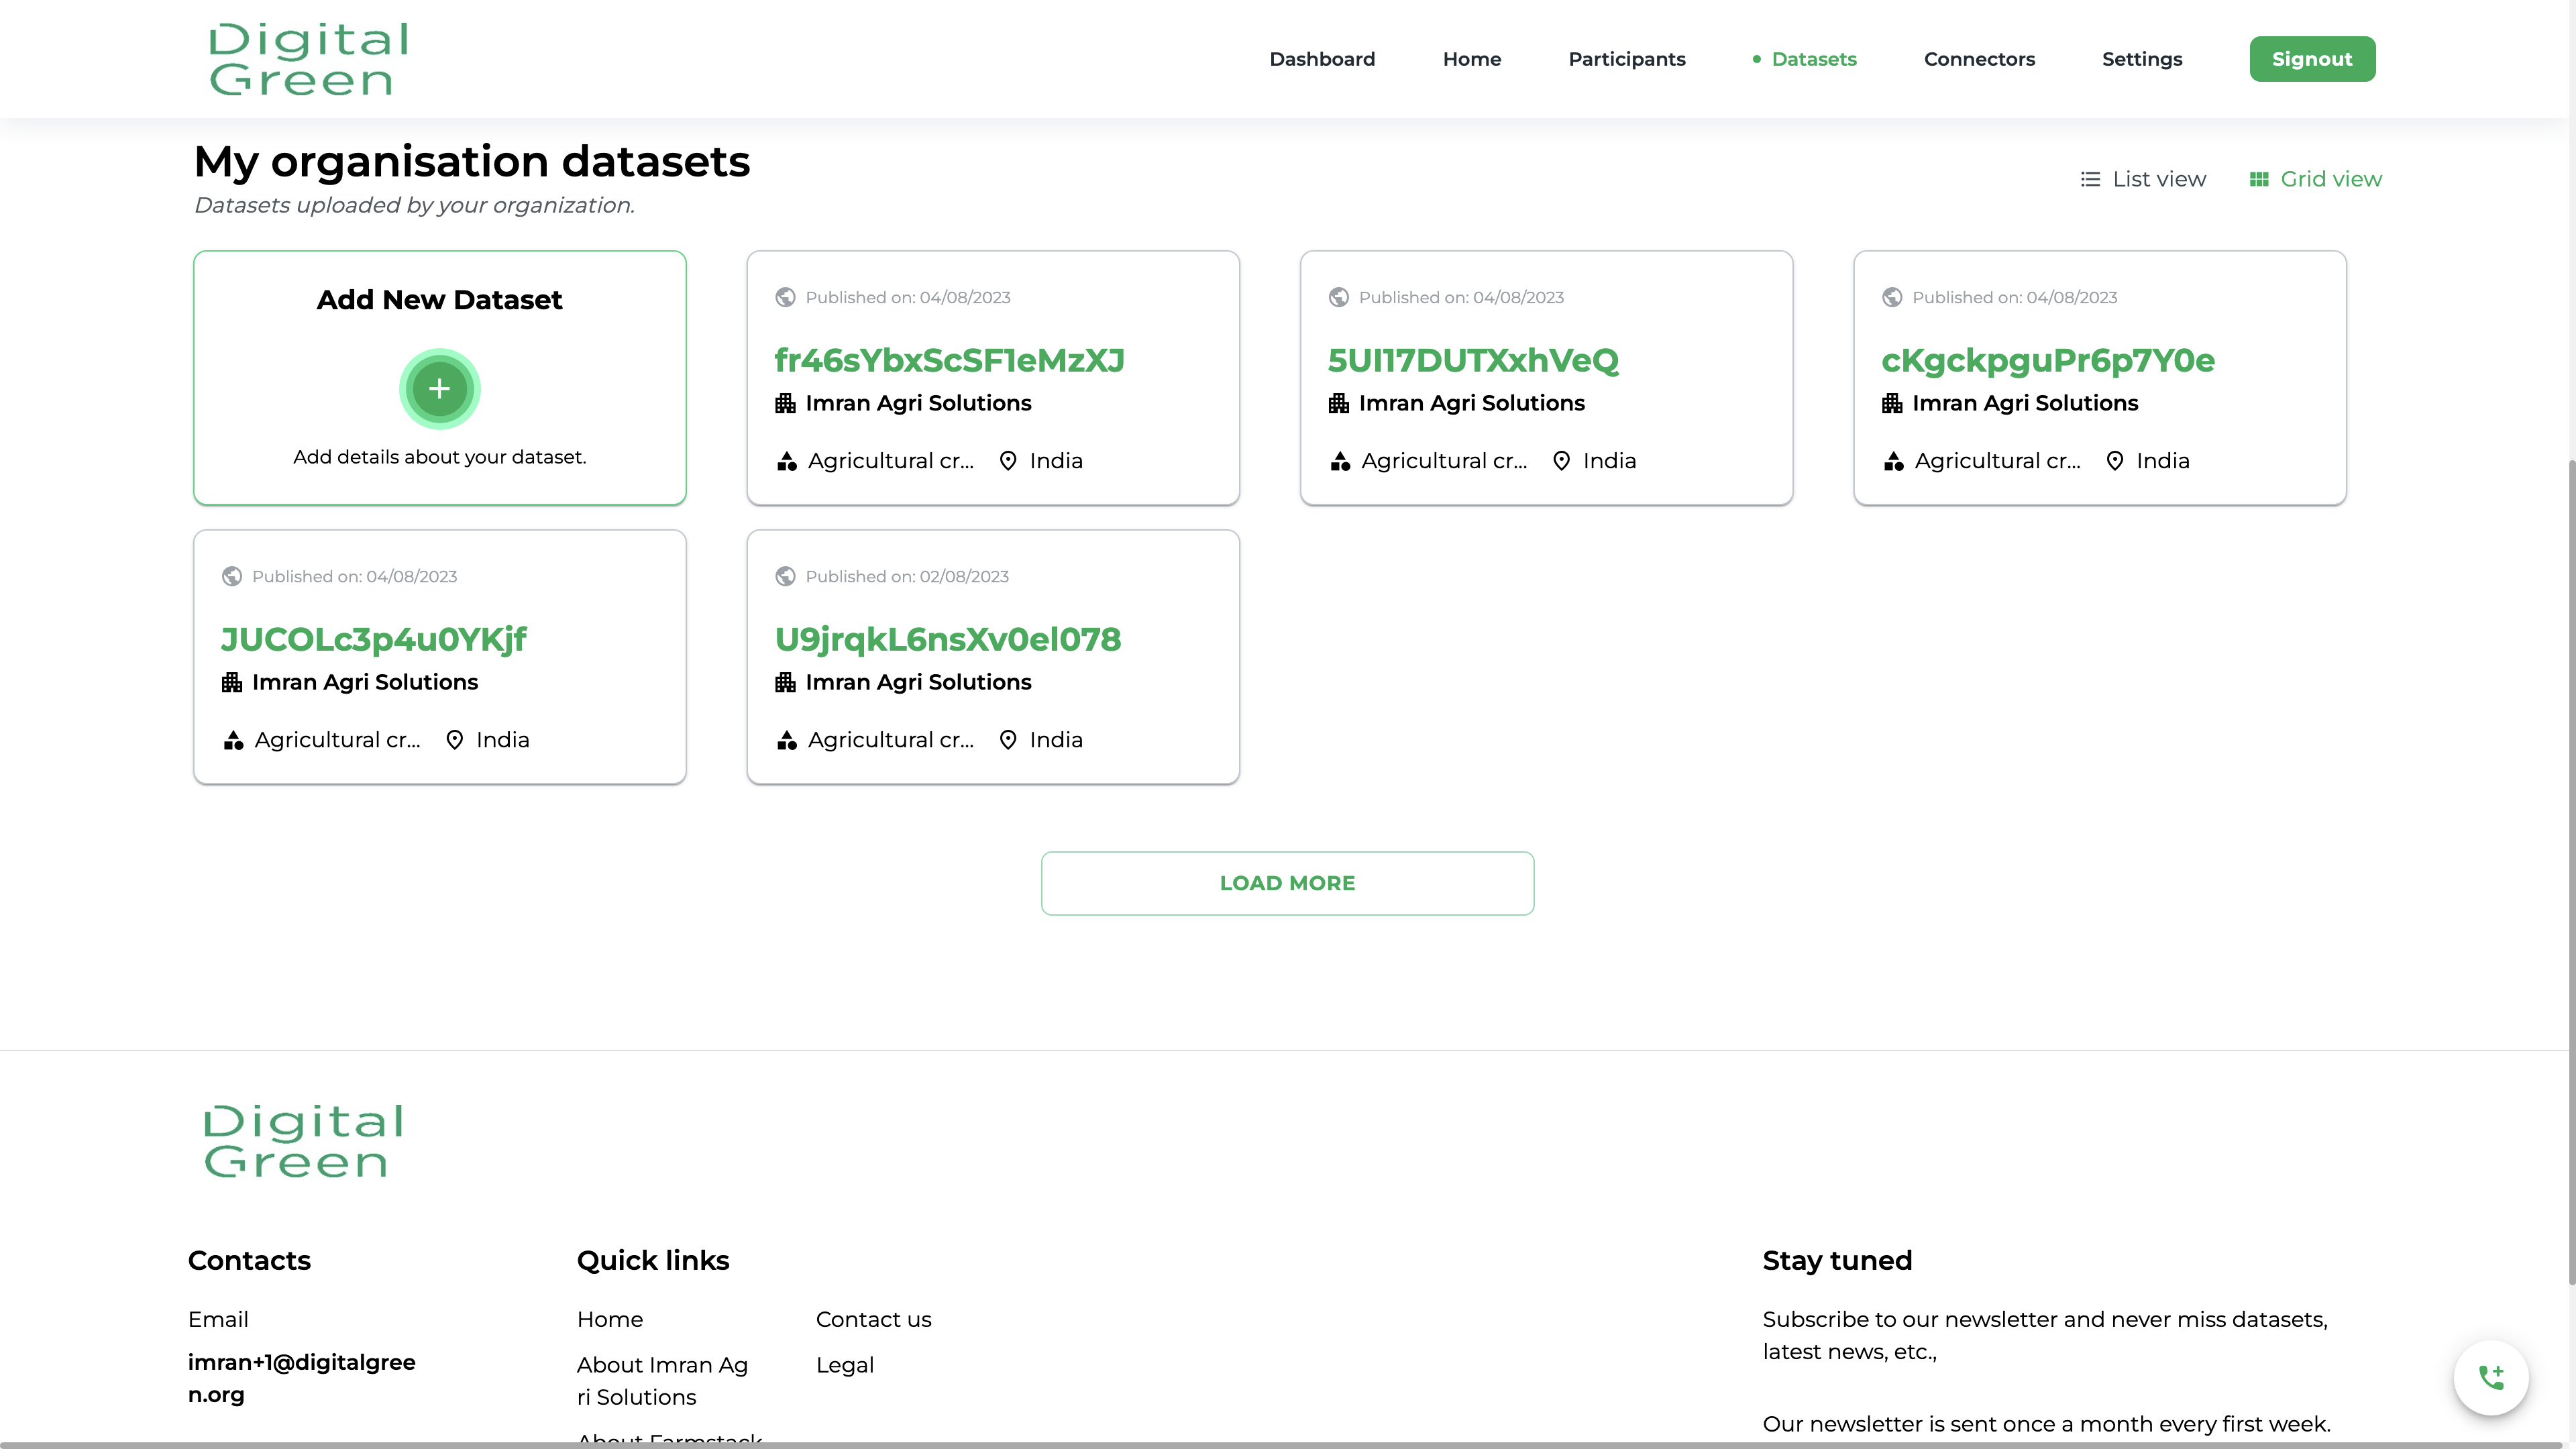 Digital
Green
Dashboard Home Participants Datasets Connectors Settings Signout
My organisation datasets
Datasets uploaded by your organization.
List view Grid view
Add New Dataset
Add details about your dataset.
Published on: 04/08/2023
fr46sYbxScSF1eMzXJ
Imran Agri Solutions
Agricultural cr... India
Published on: 04/08/2023
5UI17DUTXxhVeQ
Imran Agri Solutions
Agricultural cr... India
Published on: 04/08/2023
cKgckpguPr6p7Y0e
Imran Agri Solutions
Agricultural cr... India
Published on: 04/08/2023
JUCOLc3p4u0YKjf
Imran Agri Solutions
Agricultural cr... India
Published on: 02/08/2023
U9jrqkL6nsXv0el078
Imran Agri Solutions
Agricultural cr... India
LOAD MORE
Digital
Green
Contacts
Email
imran+1@digitalgree
n.org
Quick links
Home
About Imran Ag
ri Solutions
About Farmstack
Contact us
Legal
Stay tuned
Subscribe to our newsletter and never miss datasets,
latest news, etc.,
Our newsletter is sent once a month every first week.